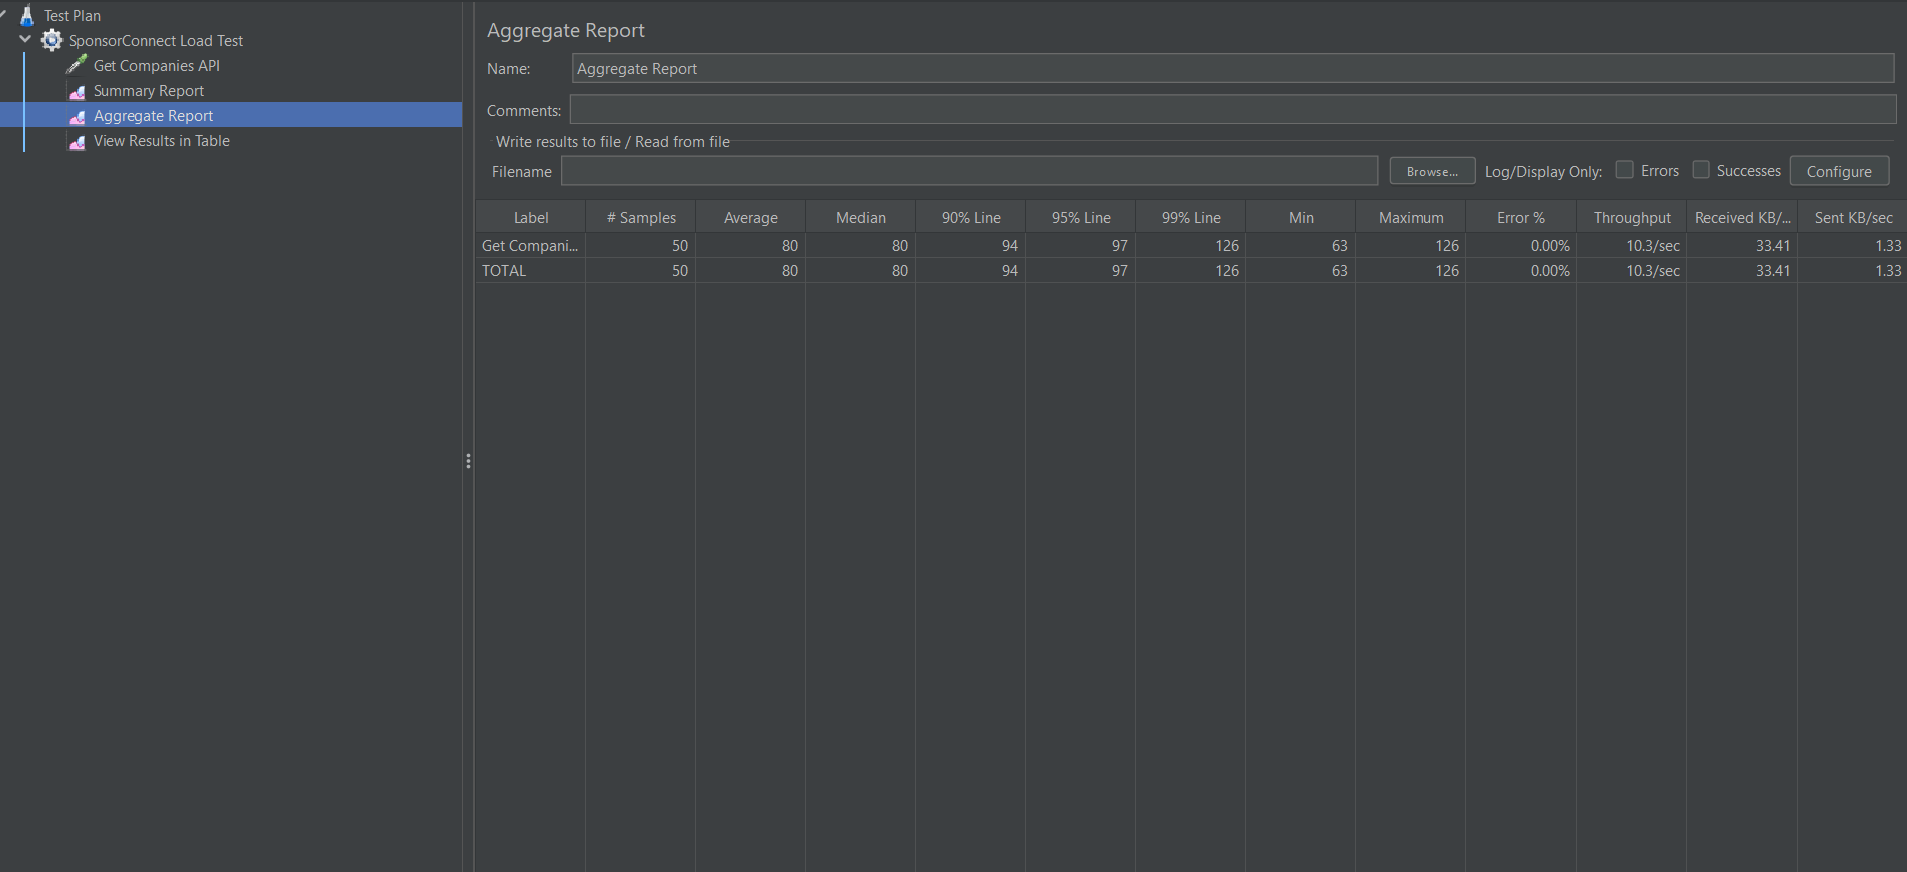 Test Plan
SponsorConnect Load Test
Get Companies API
Summary Report
Aggregate Report
View Results in Table
Aggregate Report
Name: Aggregate Report
Comments:
Write results to file / Read from file
Filename Browse... Log/Display Only: Errors Successes Configure
Label # Samples Average Median 90% Line 95% Line 99% Line Min Maximum Error % Throughput Received KB/... Sent KB/sec
Get Compani... 50 80 80 94 97 126 63 126 0.00% 10.3/sec 33.41 1.33
TOTAL 50 80 80 94 97 126 63 126 0.00% 10.3/sec 33.41 1.33